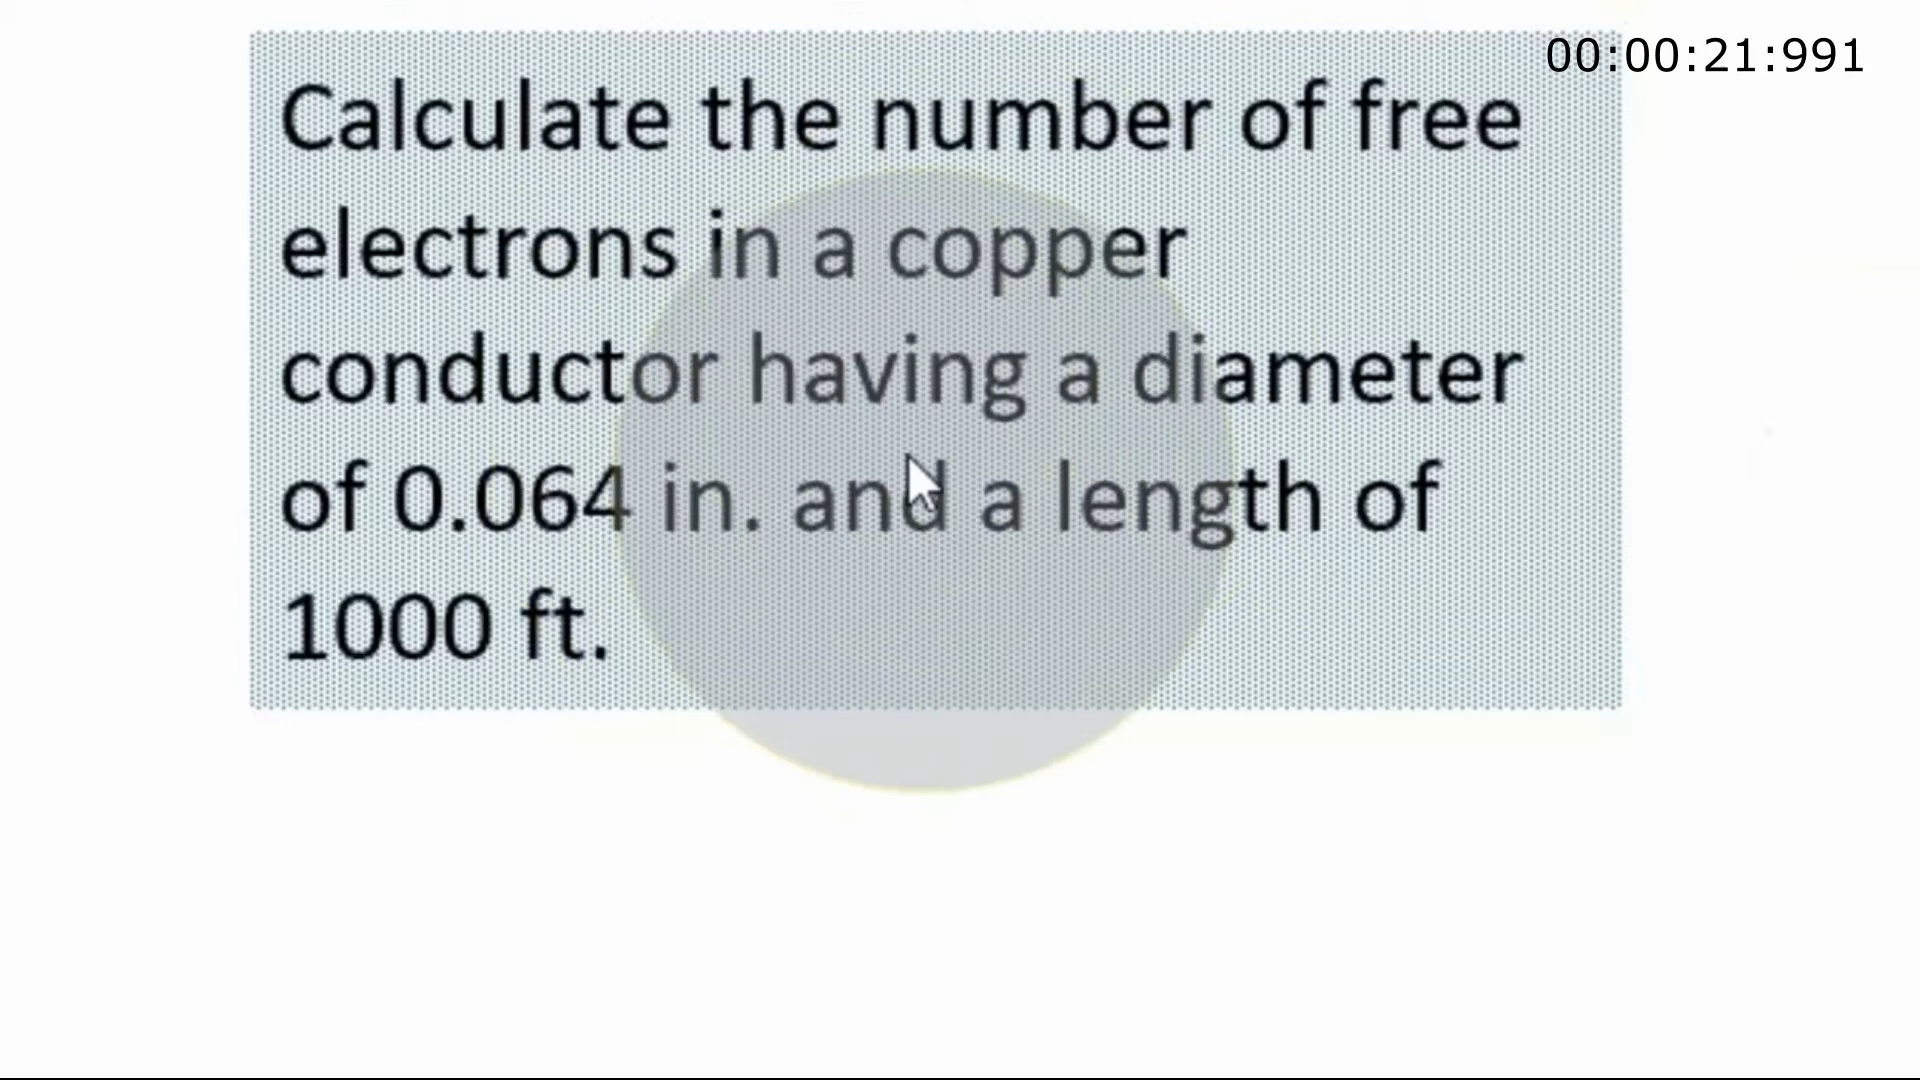 00:00:21:991
Calculate the number of free
electrons in a copper
conductor having a diameter
of 0.064 in. and a length of
1000 ft.